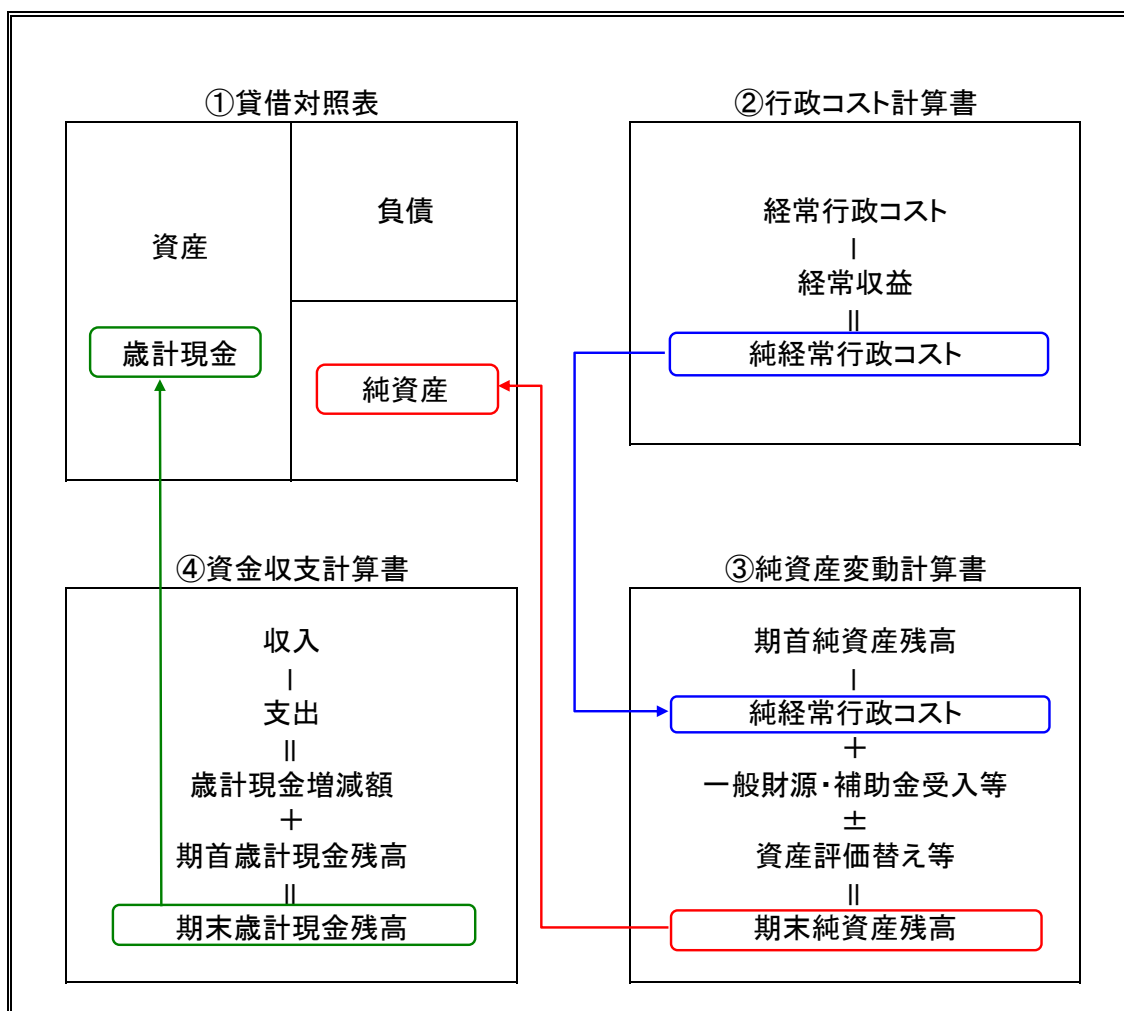 ①貸借対照表
資産
負債
歳計現金
純資産
②行政コスト計算書
経常行政コスト
－
経常収益
＝
純経常行政コスト
④資金収支計算書
収入
－
支出
＝
歳計現金増減額
＋
期首歳計現金残高
＝
期末歳計現金残高
③純資産変動計算書
期首純資産残高
－
純経常行政コスト
＋
一般財源・補助金受入等
±
資産評価替え等
＝
期末純資産残高